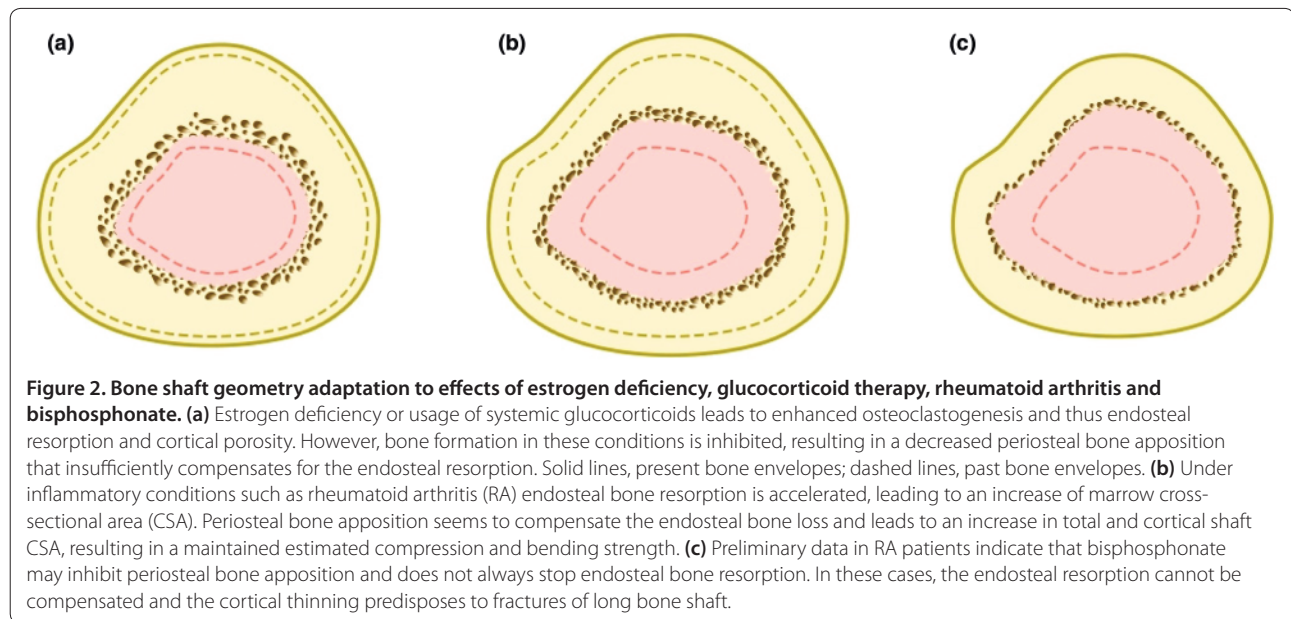 (a)
(b)
(c)
Figure 2. Bone shaft geometry adaptation to effects of estrogen deficiency, glucocorticoid therapy, rheumatoid arthritis and
bisphosphonate. (a) Estrogen deficiency or usage of systemic glucocorticoids leads to enhanced osteoclastogenesis and thus endosteal
resorption and cortical porosity. However, bone formation in these conditions is inhibited, resulting in a decreased periosteal bone apposition
that insufficiently compensates for the endosteal resorption. Solid lines, present bone envelopes; dashed lines, past bone envelopes. (b) Under
inflammatory conditions such as rheumatoid arthritis (RA) endosteal bone resorption is accelerated, leading to an increase of marrow cross-
sectional area (CSA). Periosteal bone apposition seems to compensate the endosteal bone loss and leads to an increase in total and cortical shaft
CSA, resulting in a maintained estimated compression and bending strength. (c) Preliminary data in RA patients indicate that bisphosphonate
may inhibit periosteal bone apposition and does not always stop endosteal bone resorption. In these cases, the endosteal resorption cannot be
compensated and the cortical thinning predisposes to fractures of long bone shaft.